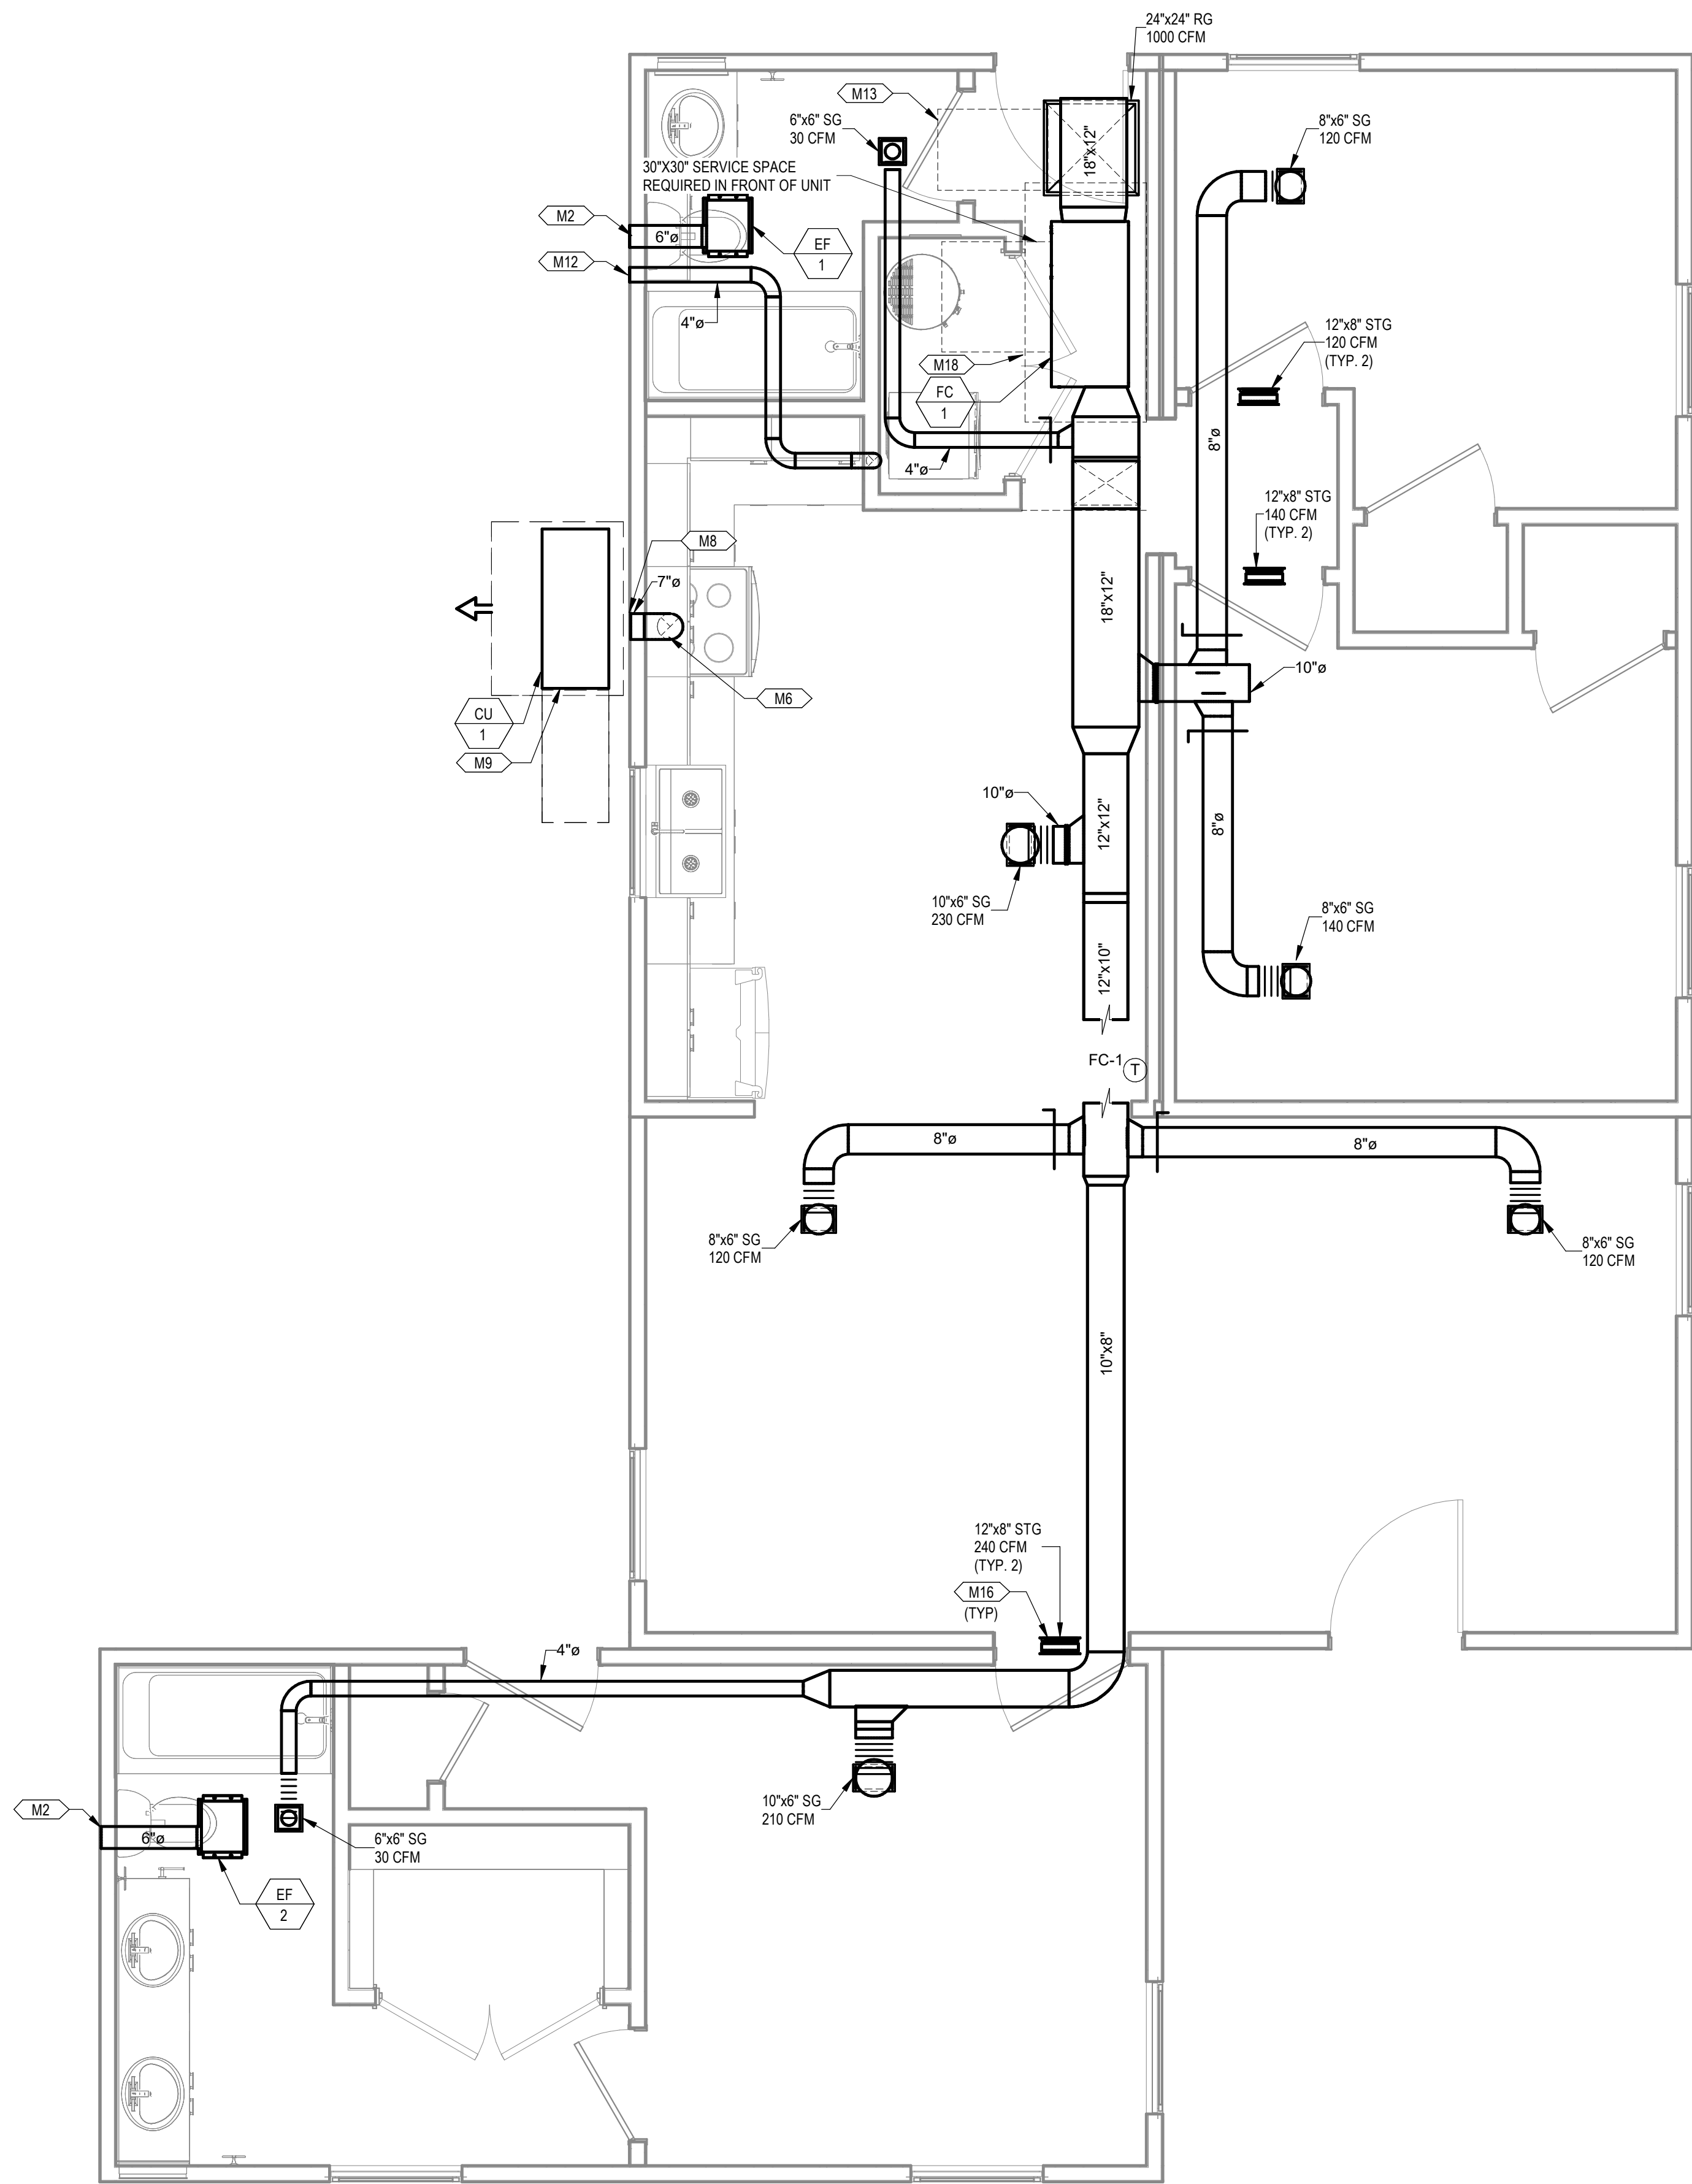 24"x24" RG
1000 CFM
M13
6"x6" SG
30 CFM
8"x6" SG
120 CFM
18"x12"
30"X30" SERVICE SPACE
REQUIRED IN FRONT OF UNIT
M2
6"ø
EF
1
M12
4"ø
12"x8" STG
120 CFM
(TYP. 2)
M18
FC
1
8"ø
4"ø
12"x8" STG
140 CFM
(TYP. 2)
M8
7"ø
18"x12"
10"ø
M6
CU
1
M9
10"ø
12"x12"
8"ø
10"x6" SG
230 CFM
8"x6" SG
140 CFM
12"x10"
FC-1
T
8"ø
8"ø
8"x6" SG
120 CFM
8"x6" SG
120 CFM
10"x8"
12"x8" STG
240 CFM
(TYP. 2)
M16
(TYP)
4"ø
10"x6" SG
210 CFM
M2
6"ø
6"x6" SG
30 CFM
EF
2